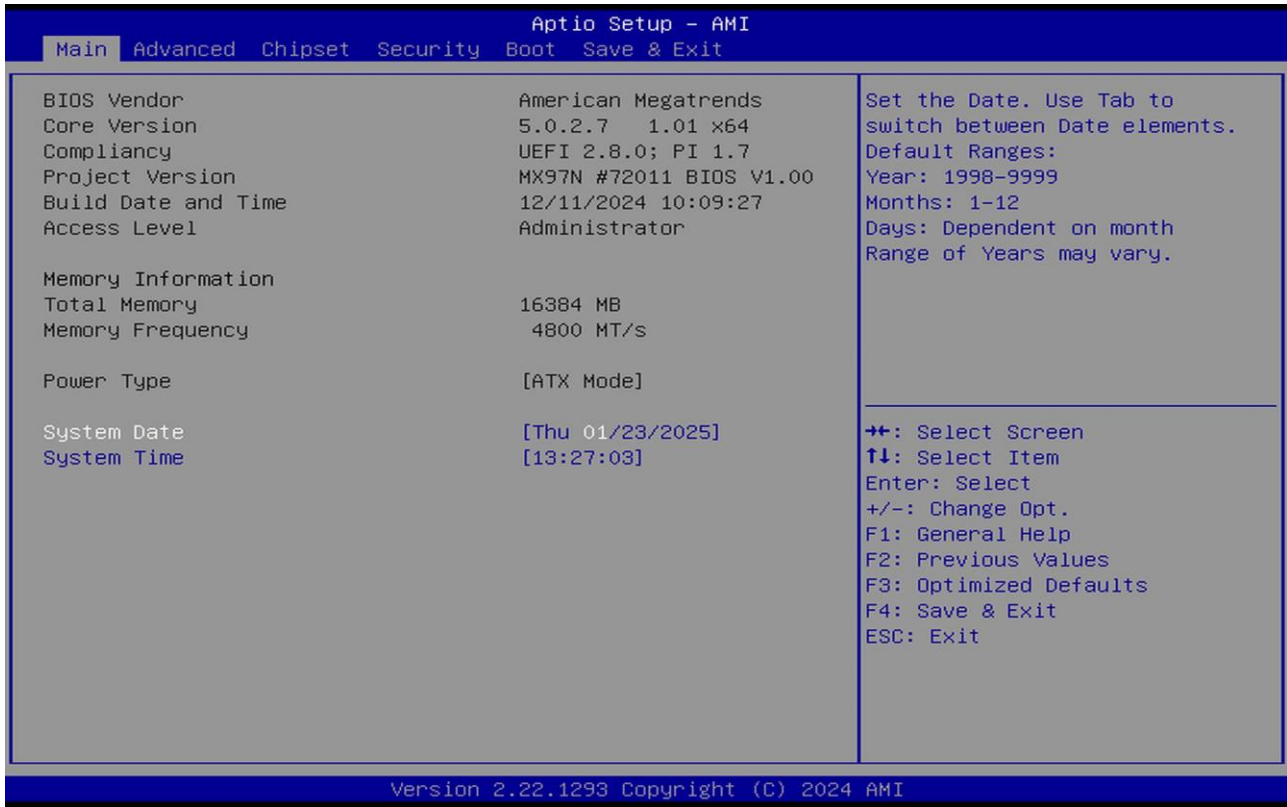 Aptio Setup – AMI
Main Advanced Chipset Security Boot Save & Exit
BIOS Vendor American Megatrends
Core Version 5.0.2.7 1.01 x64
Compliancy UEFI 2.8.0; PI 1.7
Project Version MX97N #72011 BIOS V1.00
Build Date and Time 12/11/2024 10:09:27
Access Level Administrator
Memory Information
Total Memory 16384 MB
Memory Frequency 4800 MT/s
Power Type [ATX Mode]
System Date [Thu 01/23/2025]
System Time [13:27:03]
Set the Date. Use Tab to
switch between Date elements.
Default Ranges:
Year: 1998-9999
Months: 1-12
Days: Dependent on month
Range of Years may vary.
→←: Select Screen
↑↓: Select Item
Enter: Select
+/-: Change Opt.
F1: General Help
F2: Previous Values
F3: Optimized Defaults
F4: Save & Exit
ESC: Exit
Version 2.22.1293 Copyright (C) 2024 AMI